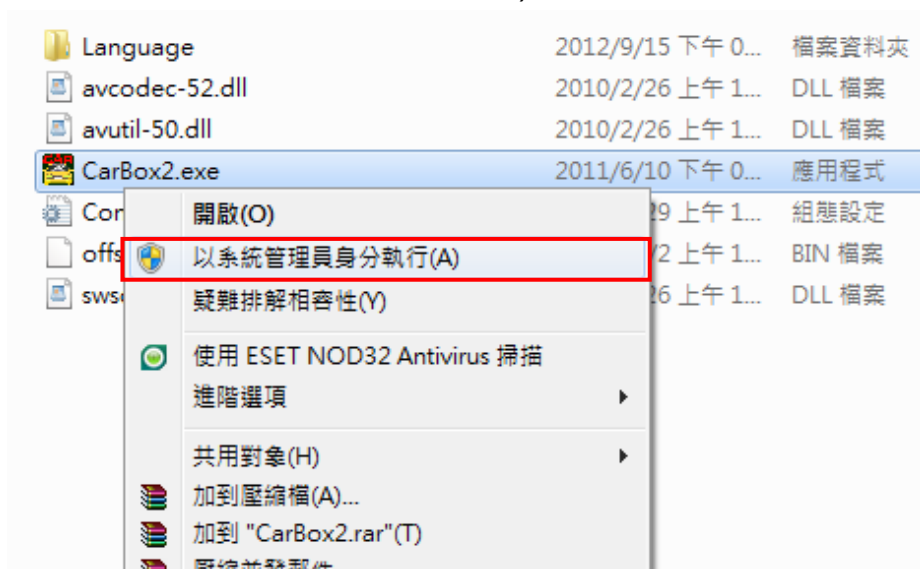 Language 2012/9/15 下午 0... 檔案資料夾
avcodec-52.dll 2010/2/26 上午 1... DLL 檔案
avutil-50.dll 2010/2/26 上午 1... DLL 檔案
CarBox2.exe 2011/6/10 下午 0... 應用程式
Cor 29 上午 1... 組態設定
offs /2 上午 1... BIN 檔案
swsc 26 上午 1... DLL 檔案
開啟(O)
以系統管理員身分執行(A)
疑難排解相容性(Y)
使用 ESET NOD32 Antivirus 掃描
進階選項
共用對象(H)
加到壓縮檔(A)...
加到 "CarBox2.rar"(T)